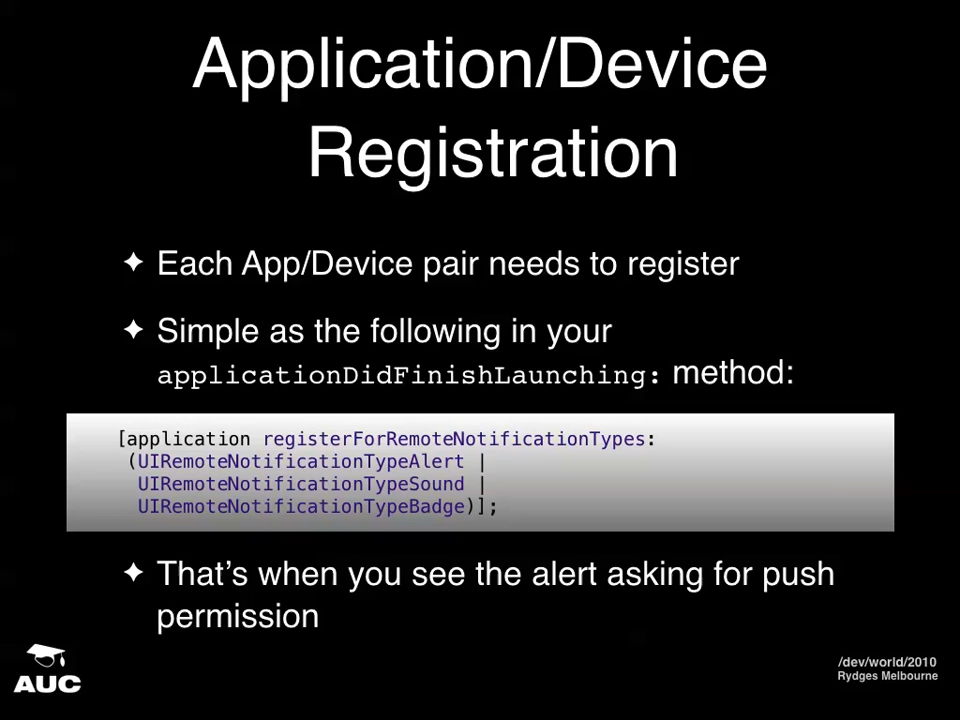 Application/Device
Registration
✦ Each App/Device pair needs to register
✦ Simple as the following in your
applicationDidFinishLaunching: method:
[application registerForRemoteNotificationTypes:
(UIRemoteNotificationTypeAlert |
UIRemoteNotificationTypeSound |
UIRemoteNotificationTypeBadge)];
✦ That’s when you see the alert asking for push
permission
AUC
/dev/world/2010
Rydges Melbourne